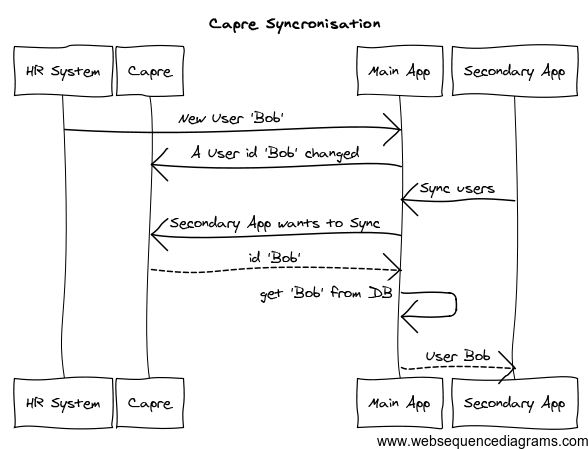 Capre Syncronisation
HR System
Capre
Main App
Secondary App
New User 'Bob'
A User id 'Bob' changed
Sync users
Secondary App wants to Sync
id 'Bob'
get 'Bob' from DB
User Bob
HR System
Capre
Main App
Secondary App
www.websequencediagrams.com